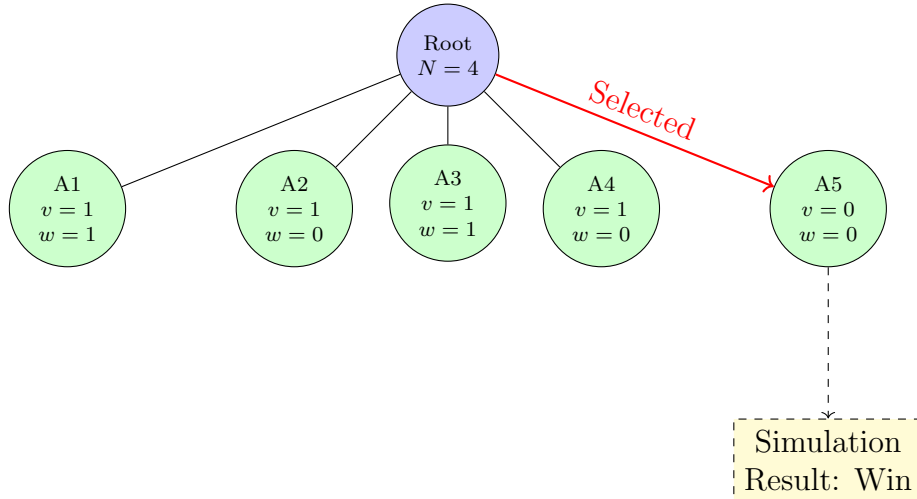 Root
N = 4
Selected
A1
v = 1
w = 1
A2
v = 1
w = 0
A3
v = 1
w = 1
A4
v = 1
w = 0
A5
v = 0
w = 0
Simulation
Result: Win